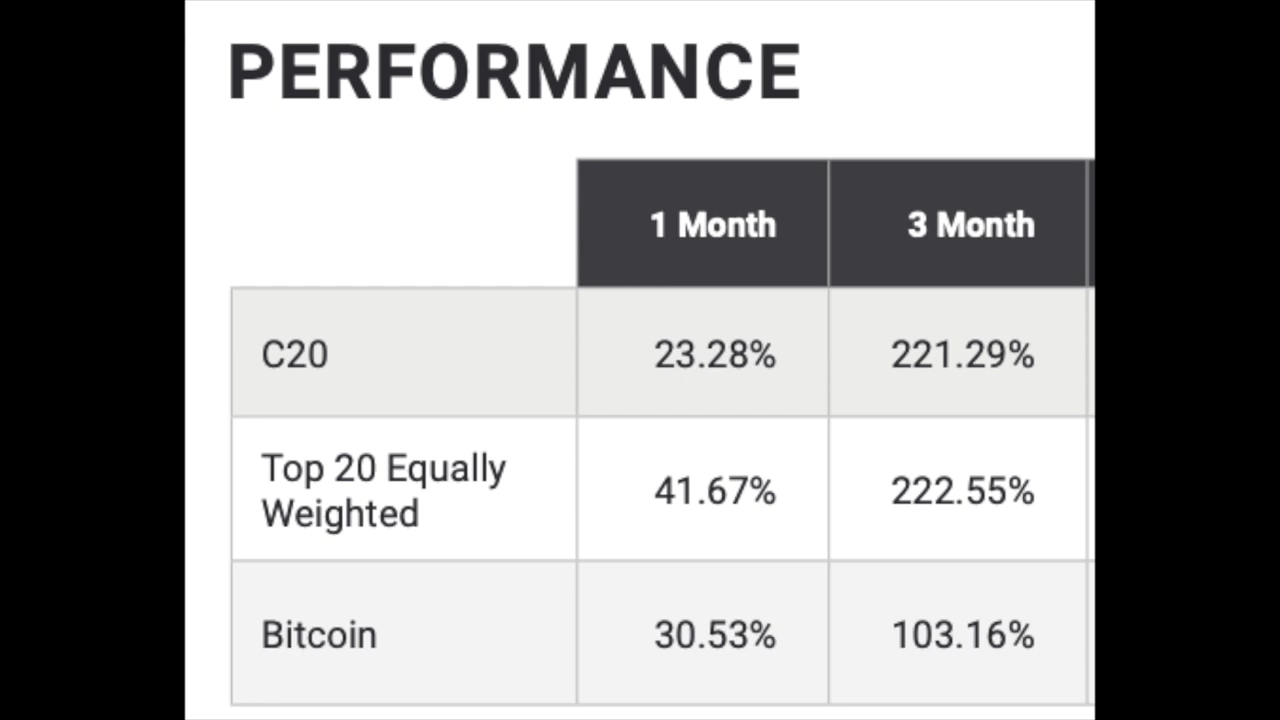 PERFORMANCE
1 Month 3 Month
C20 23.28% 221.29%
Top 20 Equally
Weighted 41.67% 222.55%
Bitcoin 30.53% 103.16%